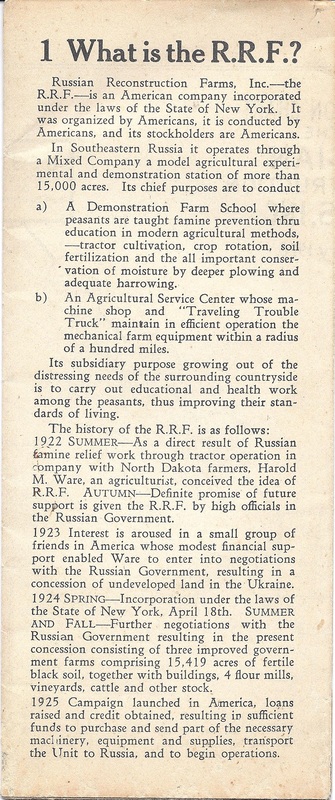 1 What is the R.R.F.?
Russian Reconstruction Farms, Inc.—the
R.R.F.—is an American company incorporated
under the laws of the State of New York. It
was organized by Americans, it is conducted by
Americans, and its stockholders are Americans.
In Southeastern Russia it operates through
a Mixed Company a model agricultural experi-
mental and demonstration station of more than
15,000 acres. Its chief purposes are to conduct
a) A Demonstration Farm School where
peasants are taught famine prevention thru
education in modern agricultural methods,
—tractor cultivation, crop rotation, soil
fertilization and the all important conser-
vation of moisture by deeper plowing and
adequate harrowing.
b) An Agricultural Service Center whose ma-
chine shop and "Traveling Trouble
Truck" maintain in efficient operation the
mechanical farm equipment within a radius
of a hundred miles.
Its subsidiary purpose growing out of the
distressing needs of the surrounding countryside
is to carry out educational and health work
among the peasants, thus improving their stan-
dards of living.
The history of the R.R.F. is as follows:
1922 SUMMER—As a direct result of Russian
famine relief work through tractor operation in
company with North Dakota farmers, Harold
M. Ware, an agriculturist, conceived the idea of
R.R.F. AUTUMN—Definite promise of future
support is given the R.R.F. by high officials in
the Russian Government.
1923 Interest is aroused in a small group of
friends in America whose modest financial sup-
port enabled Ware to enter into negotiations
with the Russian Government, resulting in a
concession of undeveloped land in the Ukraine.
1924 SPRING—Incorporation under the laws of
the State of New York, April 18th. SUMMER
AND FALL—Further negotiations with the
Russian Government resulting in the present
concession consisting of three improved govern-
ment farms comprising 15,419 acres of fertile
black soil, together with buildings, 4 flour mills,
vineyards, cattle and other stock.
1925 Campaign launched in America, loans
raised and credit obtained, resulting in sufficient
funds to purchase and send part of the necessary
machinery, equipment and supplies, transport
the Unit to Russia, and to begin operations.